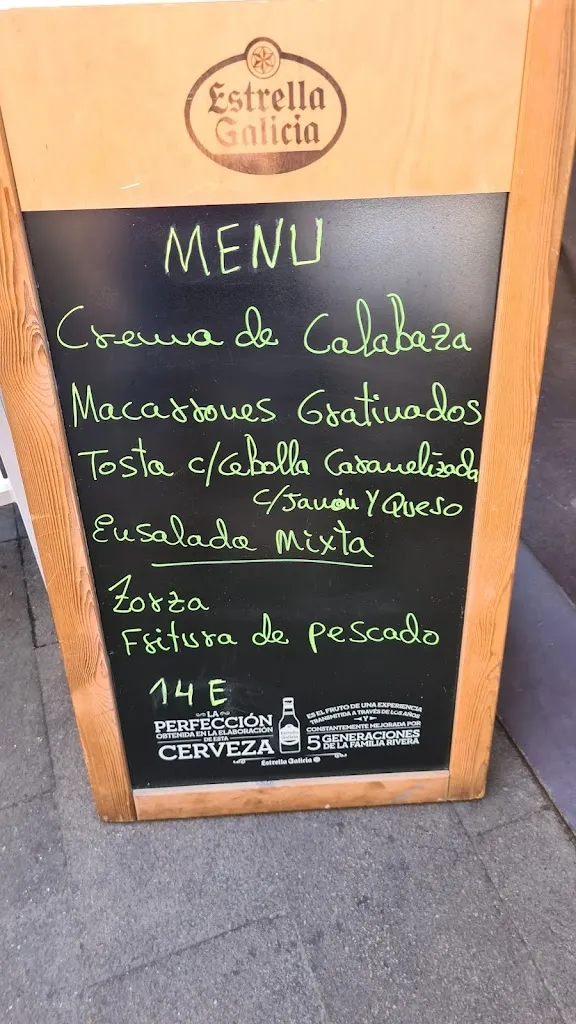 Estrella
Galicia
MENU
Crema de Calabaza
Macarrones Gratinados
Tosta c/Cebolla Caramelizada
c/Jamón Y Queso
Ensalada Mixta
Zorza
Fritura de pescado
14 E
LA
PERFECCIÓN
OBTENIDA EN LA ELABORACIÓN
DE ESTA
CERVEZA
ES EL FRUTO DE UNA EXPERIENCIA
TRANSMITIDA A TRAVÉS DE LOS AÑOS
Y
CONSTANTEMENTE MEJORADA POR
5 GENERACIONES
DE LA FAMILIA RIVERA
Estrella Galicia